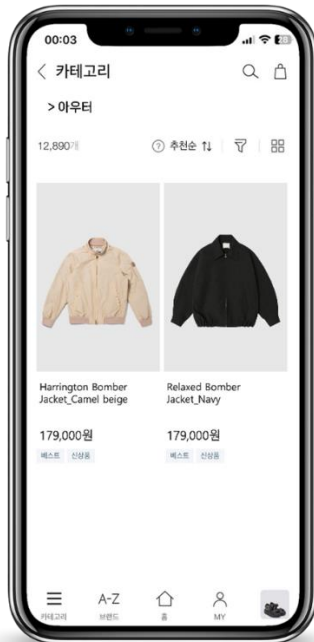 00:03
카테고리
> 아우터
12,890개
추천순
Harrington Bomber
Jacket_Camel beige
179,000원
베스트 신상품
Relaxed Bomber
Jacket_Navy
179,000원
베스트 신상품
카테고리
A-Z
브랜드
홈
MY